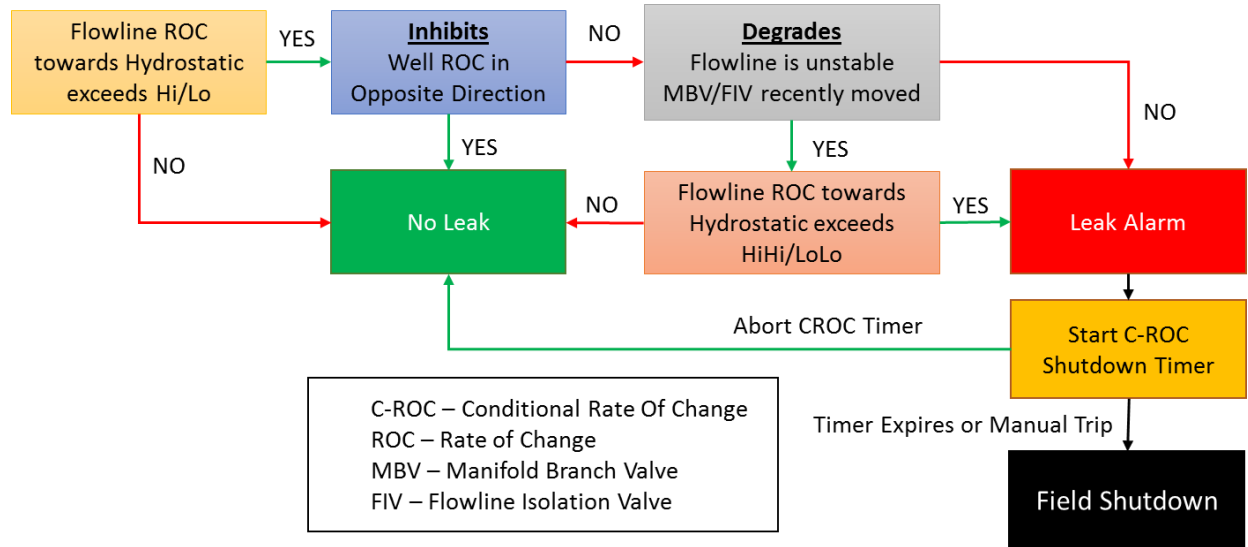 Flowline ROC
towards Hydrostatic
exceeds Hi/Lo
YES
Inhibits
Well ROC in
Opposite Direction
NO
Degrades
Flowline is unstable
MBV/FIV recently moved
NO
YES
YES
NO
No Leak
NO
Flowline ROC towards
Hydrostatic exceeds
HiHi/LoLo
YES
Leak Alarm
Abort CROC Timer
Start C-ROC
Shutdown Timer
C-ROC – Conditional Rate Of Change
ROC – Rate of Change
MBV – Manifold Branch Valve
FIV – Flowline Isolation Valve
Timer Expires or Manual Trip
Field Shutdown